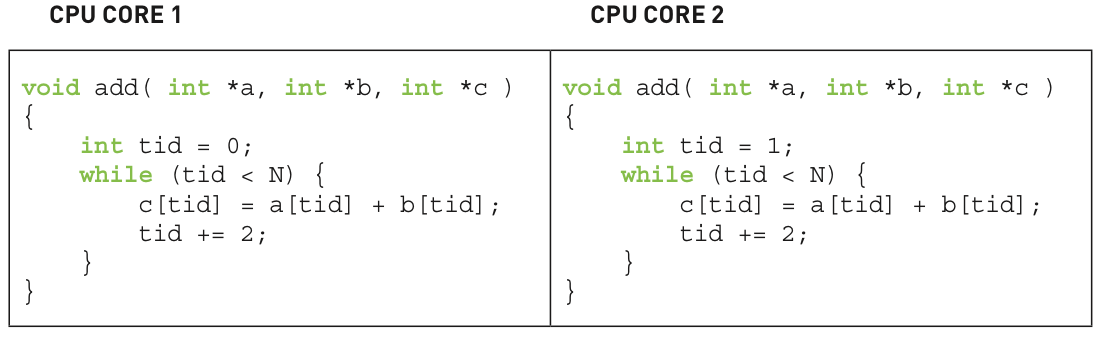 CPU CORE 1
void add( int *a, int *b, int *c )
{
    int tid = 0;
    while (tid < N) {
        c[tid] = a[tid] + b[tid];
        tid += 2;
    }
}
CPU CORE 2
void add( int *a, int *b, int *c )
{
    int tid = 1;
    while (tid < N) {
        c[tid] = a[tid] + b[tid];
        tid += 2;
    }
}